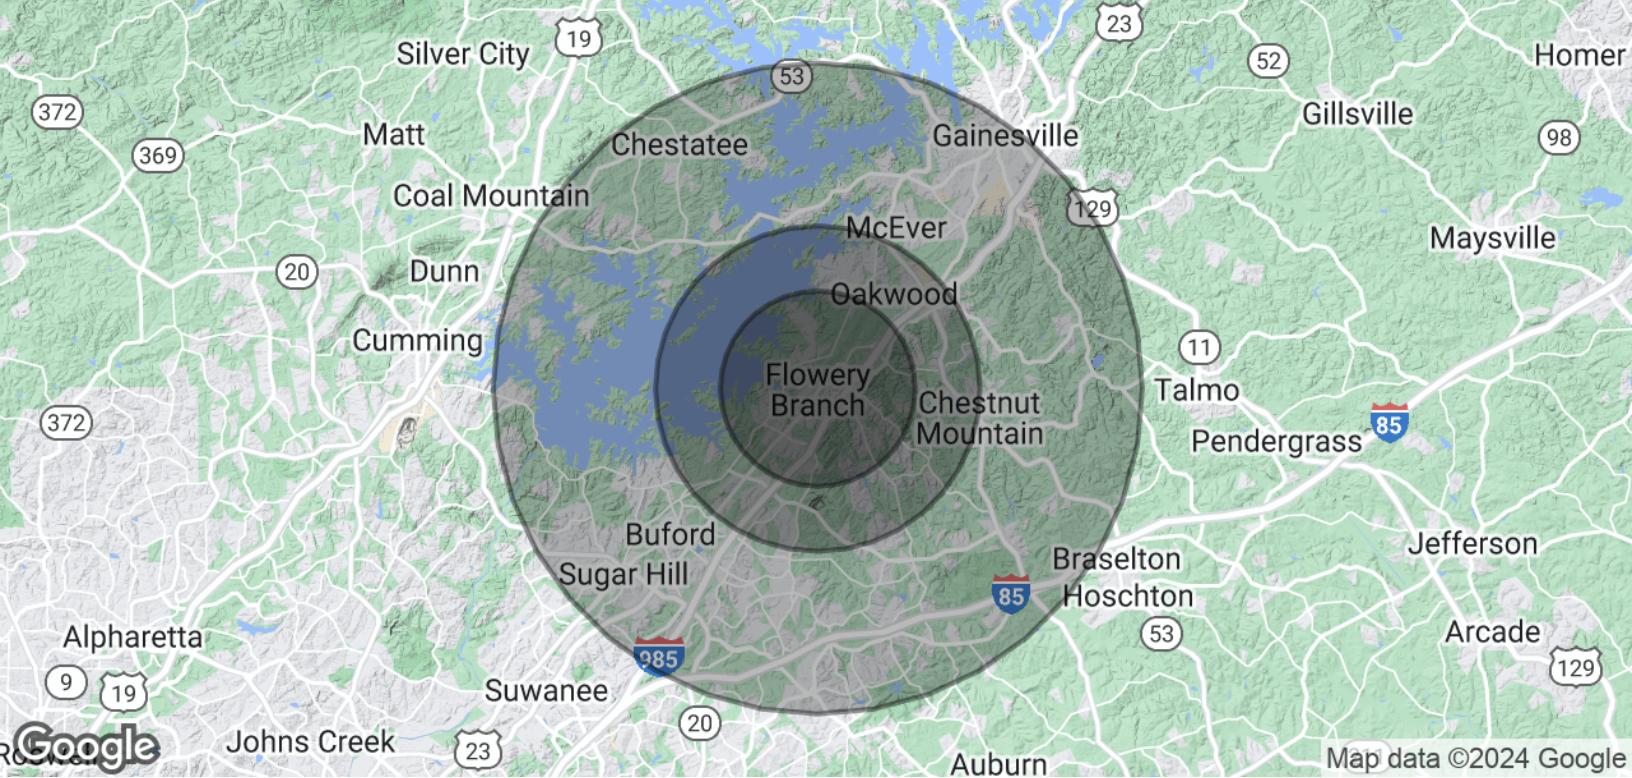 23
19
Silver City
52
Homer
53
372
Gillsville
Matt
Chestatee
Gainesville
98
369
Coal Mountain
129
McEver
Maysville
20
Dunn
Oakwood
Cumming
11
Flowery
Branch
Talmo
Chestnut
Mountain
372
85
Pendergrass
Buford
Jefferson
Braselton
Sugar Hill
85
Hoschton
Alpharetta
53
Arcade
985
129
9
19
Suwanee
20
Johns Creek
23
Google
Auburn
Map data ©2024 Google